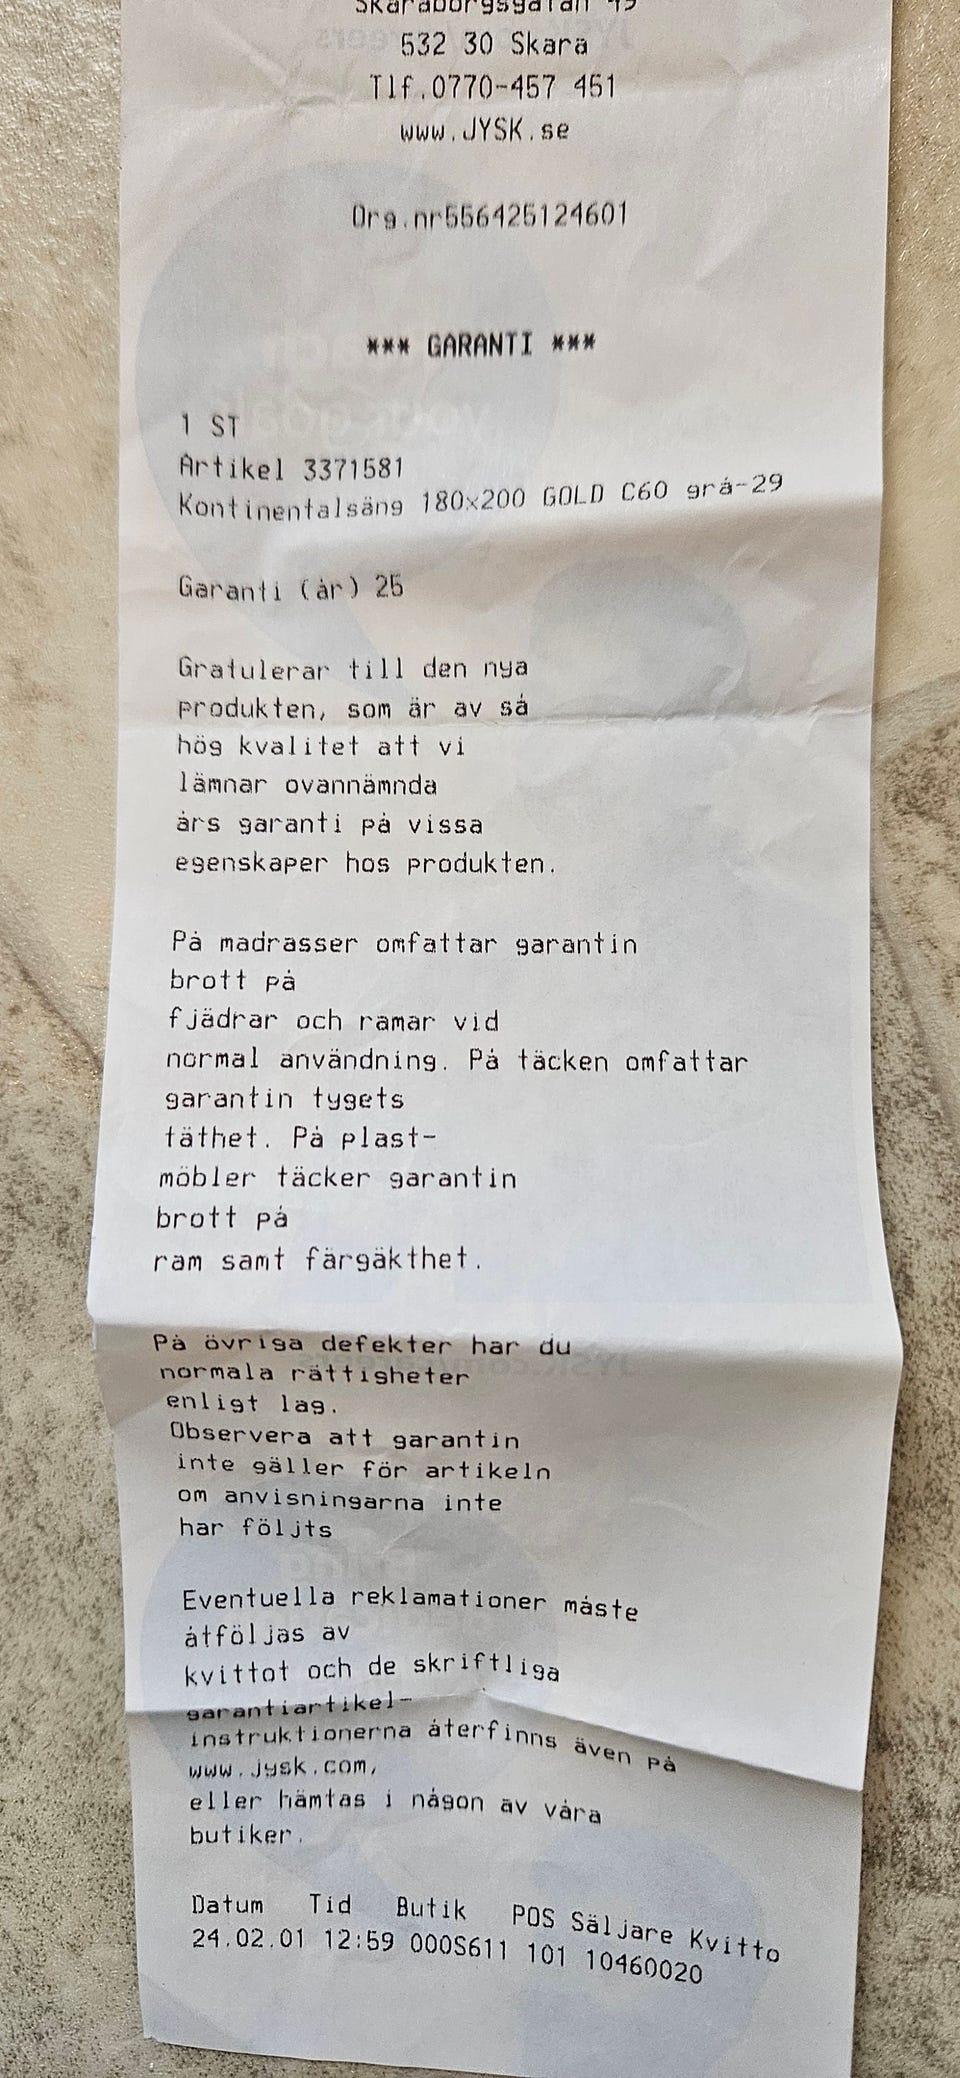 Skaraborgsgatan 49
532 30 Skara
Tlf.0770-457 451
www.JYSK.se
Org.nr556425124601
*** GARANTI ***
1 ST
Artikel 3371581
Kontinentalsäng 180x200 GOLD C60 grå-29
Garanti (år) 25
Gratulerar till den nya
produkten, som är av så
hög kvalitet att vi
lämnar ovannämnda
års garanti på vissa
egenskaper hos produkten.
På madrasser omfattar garantin
brott på
fjädrar och ramar vid
normal användning. På täcken omfattar
garantin tygets
täthet. På plast-
möbler täcker garantin
brott på
ram samt färgäkthet.
På övriga defekter har du
normala rättigheter
enligt lag.
Observera att garantin
inte gäller för artikeln
om anvisningarna inte
har följts
Eventuella reklamationer måste
åtföljas av
kvittot och de skriftliga
garantiartikel-
instruktionerna återfinns även på
www.jysk.com,
eller hämtas i någon av våra
butiker.
Datum Tid Butik POS Säljare Kvitto
24.02.01 12:59 000S611 101 10460020